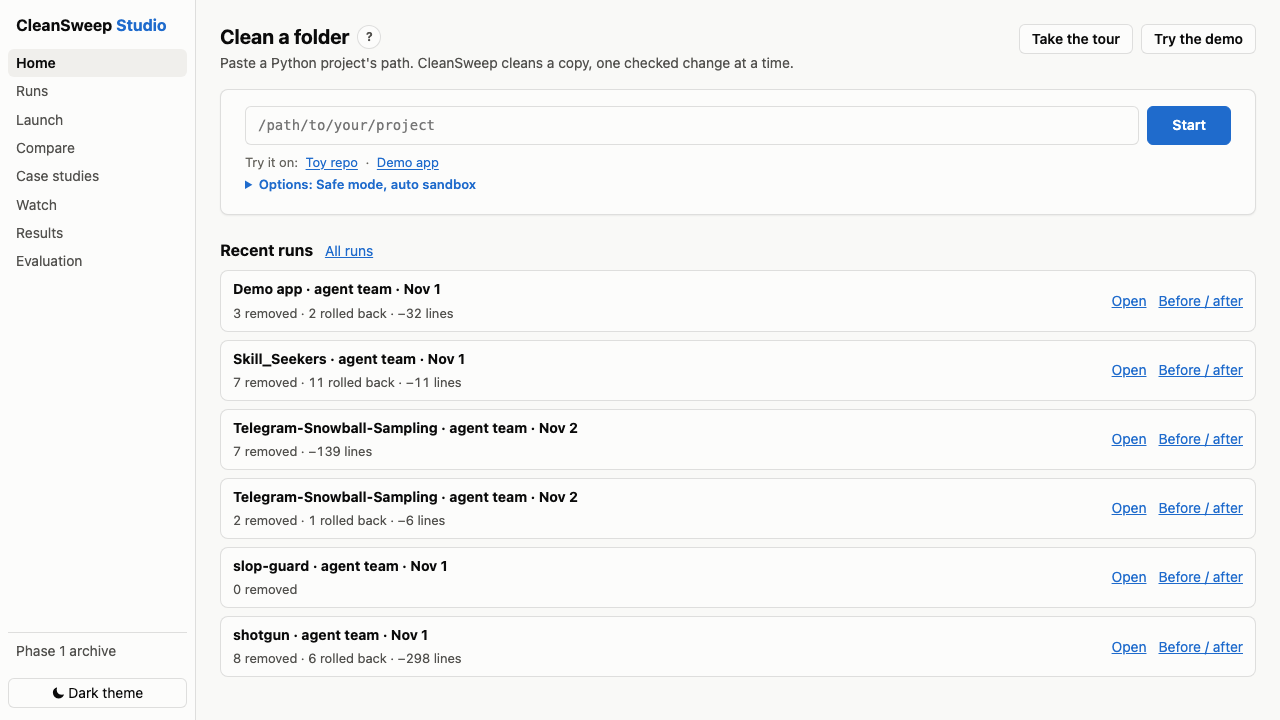 CleanSweep Studio
Home
Runs
Launch
Compare
Case studies
Watch
Results
Evaluation
Phase 1 archive
Dark theme
Clean a folder ?
Take the tour
Try the demo
Paste a Python project's path. CleanSweep cleans a copy, one checked change at a time.
/path/to/your/project
Start
Try it on: Toy repo · Demo app
Options: Safe mode, auto sandbox
Recent runs All runs
Demo app · agent team · Nov 1
3 removed · 2 rolled back · −32 lines
Open Before / after
Skill_Seekers · agent team · Nov 1
7 removed · 11 rolled back · −11 lines
Open Before / after
Telegram-Snowball-Sampling · agent team · Nov 2
7 removed · −139 lines
Open Before / after
Telegram-Snowball-Sampling · agent team · Nov 2
2 removed · 1 rolled back · −6 lines
Open Before / after
slop-guard · agent team · Nov 1
0 removed
Open Before / after
shotgun · agent team · Nov 1
8 removed · 6 rolled back · −298 lines
Open Before / after